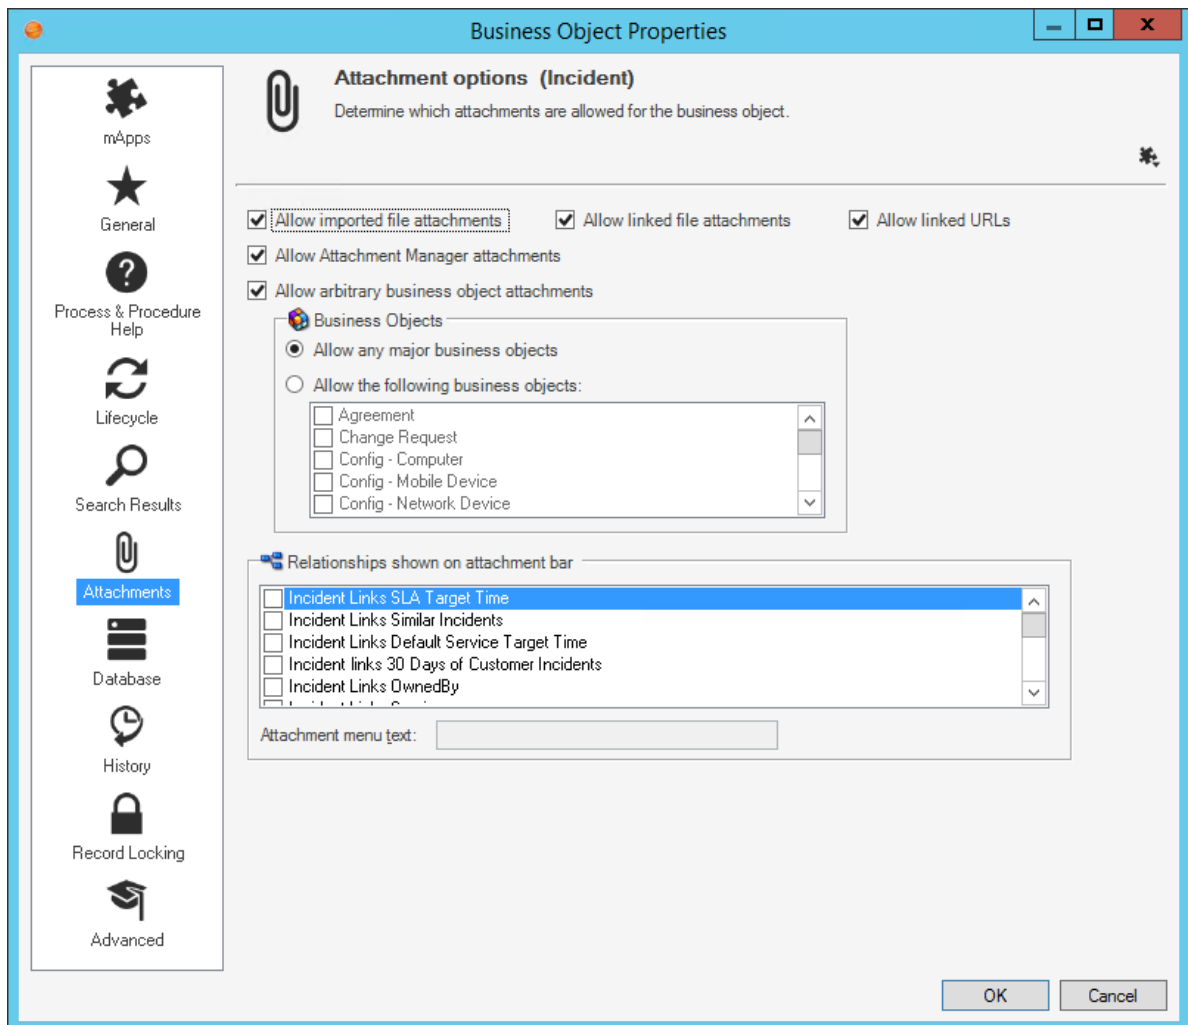 Business Object Properties
mApps
General
Process & Procedure
Help
Lifecycle
Search Results
Attachments
Database
History
Record Locking
Advanced
Attachment options (Incident)
Determine which attachments are allowed for the business object.
Allow imported file attachments
Allow linked file attachments
Allow linked URLs
Allow Attachment Manager attachments
Allow arbitrary business object attachments
Business Objects
Allow any major business objects
Allow the following business objects:
Agreement
Change Request
Config - Computer
Config - Mobile Device
Config - Network Device
Relationships shown on attachment bar
Incident Links SLA Target Time
Incident Links Similar Incidents
Incident Links Default Service Target Time
Incident links 30 Days of Customer Incidents
Incident Links OwnedBy
Attachment menu text:
OK
Cancel